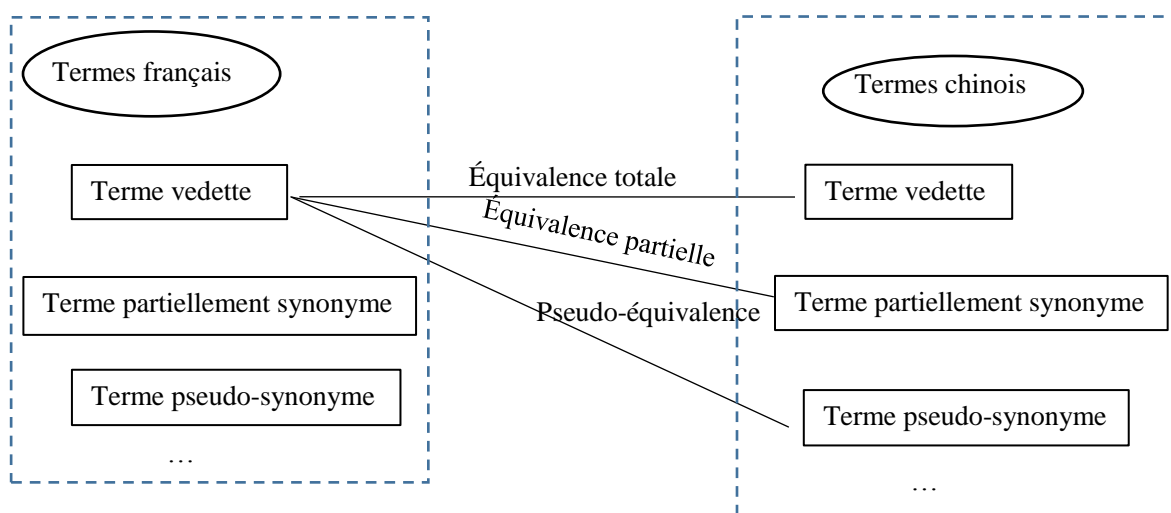 Termes français
Termes chinois
Terme vedette
Équivalence totale
Terme vedette
Équivalence partielle
Terme partiellement synonyme
Pseudo-équivalence
Terme partiellement synonyme
Terme pseudo-synonyme
Terme pseudo-synonyme
…
…